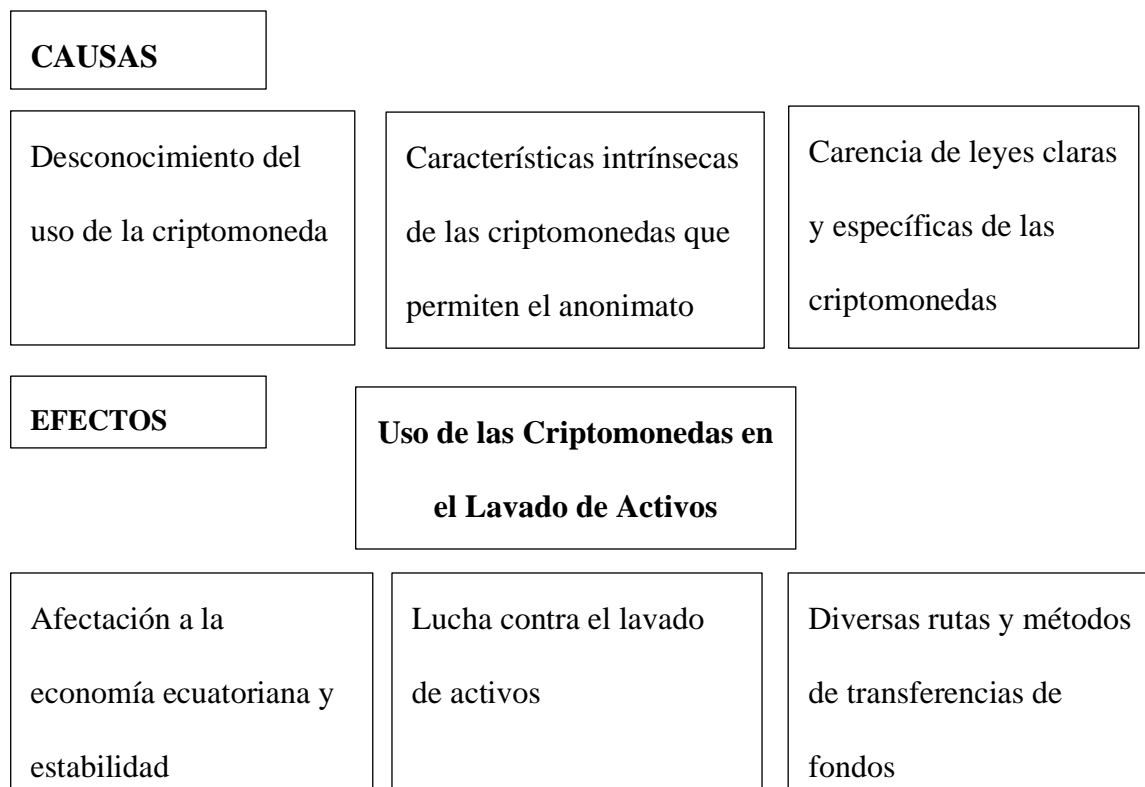 CAUSAS
Desconocimiento del
uso de la criptomoneda
Características intrínsecas
de las criptomonedas que
permiten el anonimato
Carencia de leyes claras
y específicas de las
criptomonedas
EFECTOS
Uso de las Criptomonedas en
el Lavado de Activos
Afectación a la
economía ecuatoriana y
estabilidad
Lucha contra el lavado
de activos
Diversas rutas y métodos
de transferencias de
fondos